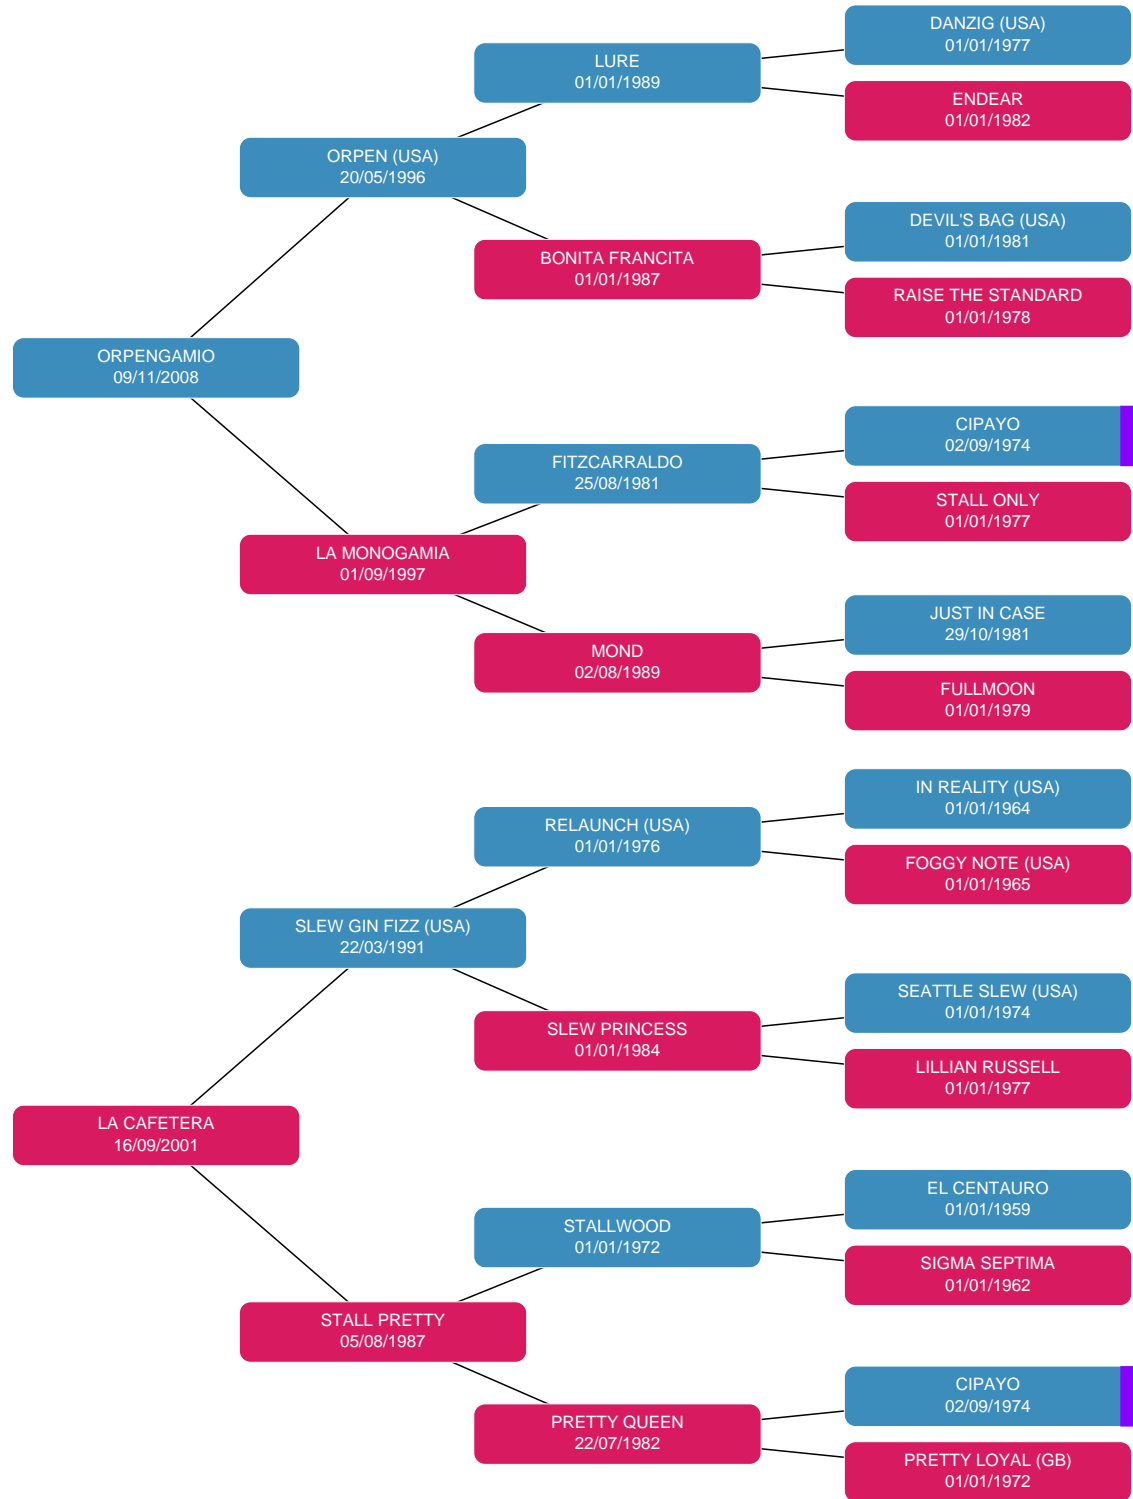 DANZIG (USA)
01/01/1977
LURE
01/01/1989
ENDEAR
01/01/1982
ORPEN (USA)
20/05/1996
DEVIL'S BAG (USA)
01/01/1981
BONITA FRANCITA
01/01/1987
RAISE THE STANDARD
01/01/1978
ORPENGAMIO
09/11/2008
CIPAYO
02/09/1974
FITZCARRALDO
25/08/1981
STALL ONLY
01/01/1977
LA MONOGAMIA
01/09/1997
JUST IN CASE
29/10/1981
MOND
02/08/1989
FULLMOON
01/01/1979
IN REALITY (USA)
01/01/1964
RELAUNCH (USA)
01/01/1976
FOGGY NOTE (USA)
01/01/1965
SLEW GIN FIZZ (USA)
22/03/1991
SEATTLE SLEW (USA)
01/01/1974
SLEW PRINCESS
01/01/1984
LILLIAN RUSSELL
01/01/1977
LA CAFETERA
16/09/2001
EL CENTAURO
01/01/1959
STALLWOOD
01/01/1972
SIGMA SEPTIMA
01/01/1962
STALL PRETTY
05/08/1987
CIPAYO
02/09/1974
PRETTY QUEEN
22/07/1982
PRETTY LOYAL (GB)
01/01/1972